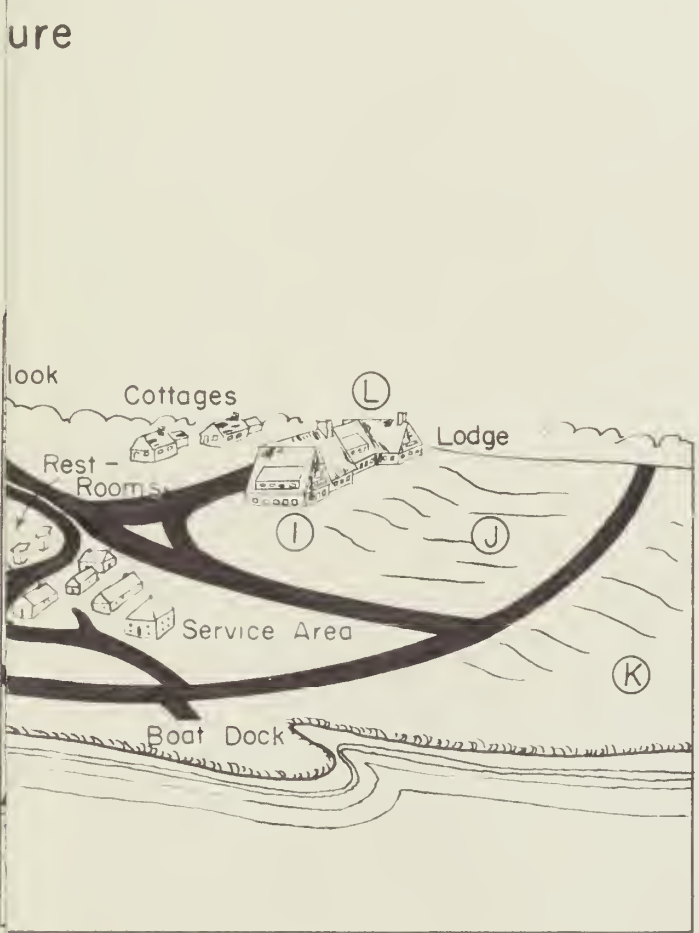 ure
look
Cottages
L
Lodge
Rest-
Rooms
I
J
Service Area
K
Boat Dock